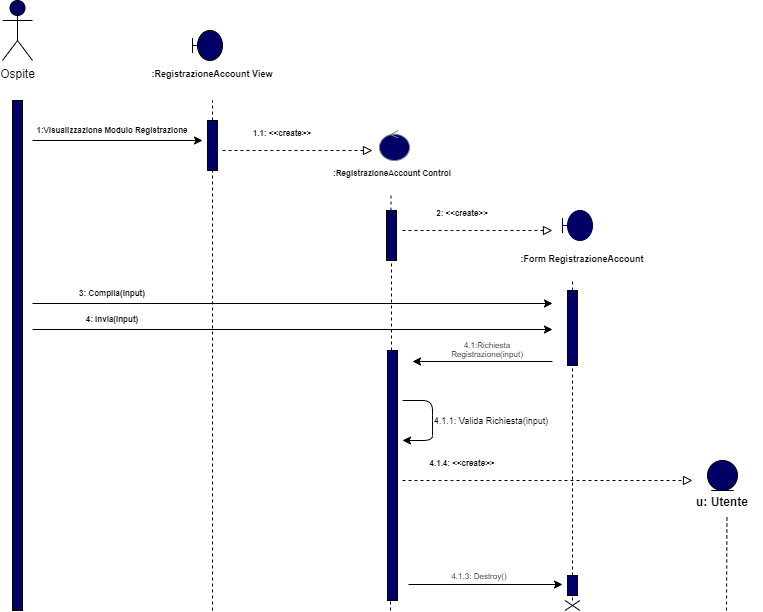 Ospite
:RegistrazioneAccount View
1:Visualizzazione Modulo Registrazione
1.1: <<create>>
:RegistrazioneAccount Control
2: <<create>>
:Form RegistrazioneAccount
3: Compila(input)
4: Invia(input)
4.1:Richiesta
Registrazione(input)
4.1.1: Valida Richiesta(input)
4.1.4: <<create>>
u: Utente
4.1.3: Destroy()